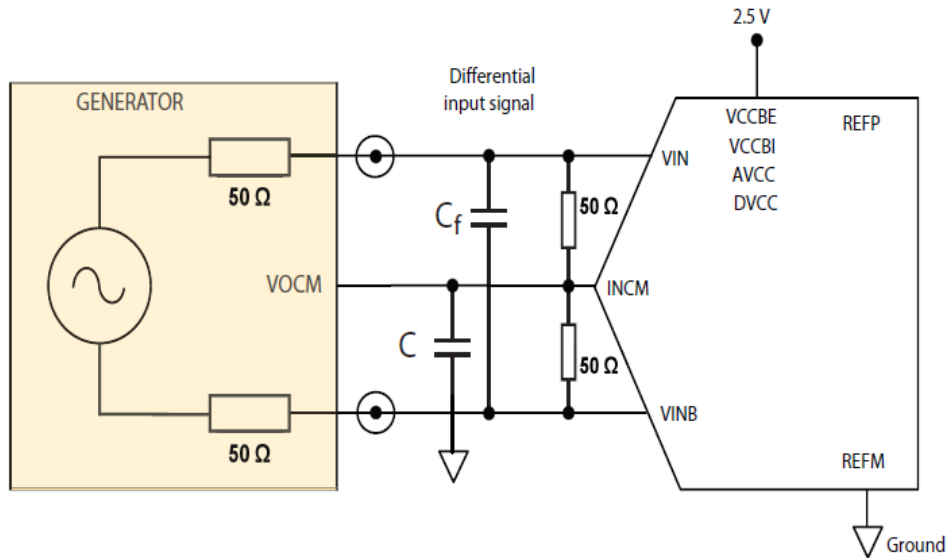 2.5 V
GENERATOR
Differential
input signal
VCCBE
VCCBI
AVCC
DVCC
REFP
50 Ω
VIN
Cf
50 Ω
VOCM
INCM
C
50 Ω
VINB
50 Ω
REFM
Ground